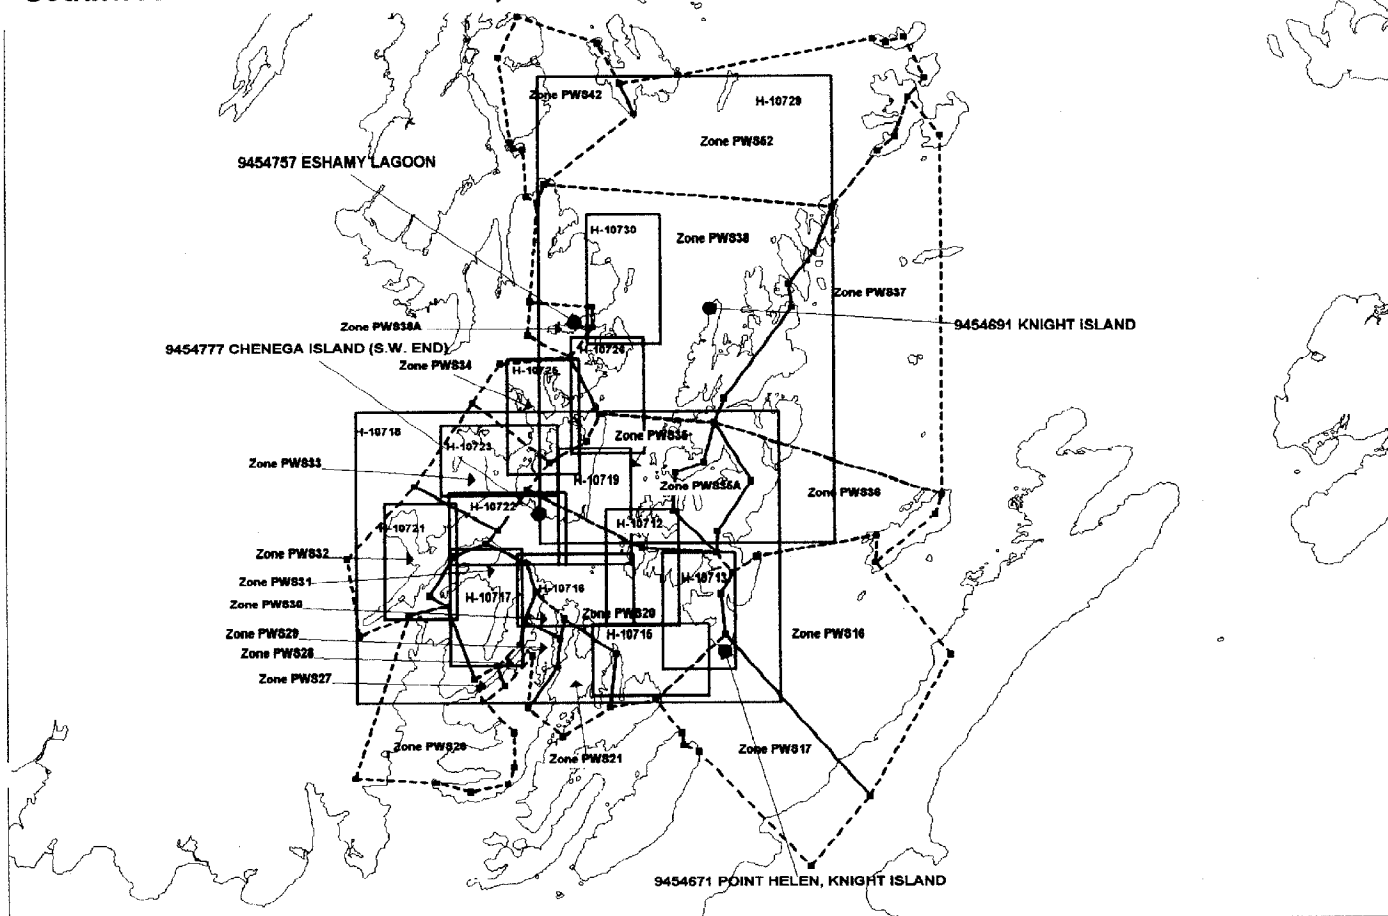 Zone PWS42
H-10729
Zone PWS52
9454757 ESHAMY LAGOON
H-10730
Zone PWS38
Zone PWS37
Zone PWS38A
9454691 KNIGHT ISLAND
9454777 CHENEGA ISLAND (S.W. END)
H-10726
Zone PWS34
H-10725
H-10718
Zone PWS35
H-10723
Zone PWS33
H-10719
Zone PWS35A
Zone PWS36
H-10722
H-10721
H-10712
Zone PWS32
Zone PWS31
H-10713
H-10717
H-10716
Zone PWS30
Zone PWS20
Zone PWS29
H-10715
Zone PWS16
Zone PWS28
Zone PWS27
Zone PWS26
Zone PWS21
Zone PWS17
9454671 POINT HELEN, KNIGHT ISLAND